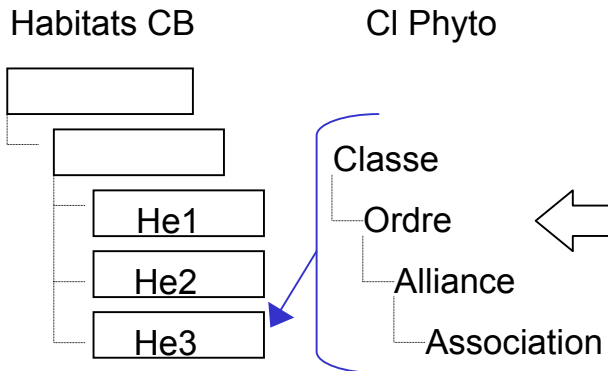 Habitats CB
Cl Phyto
Classe
He1
Ordre
He2
Alliance
He3
Association